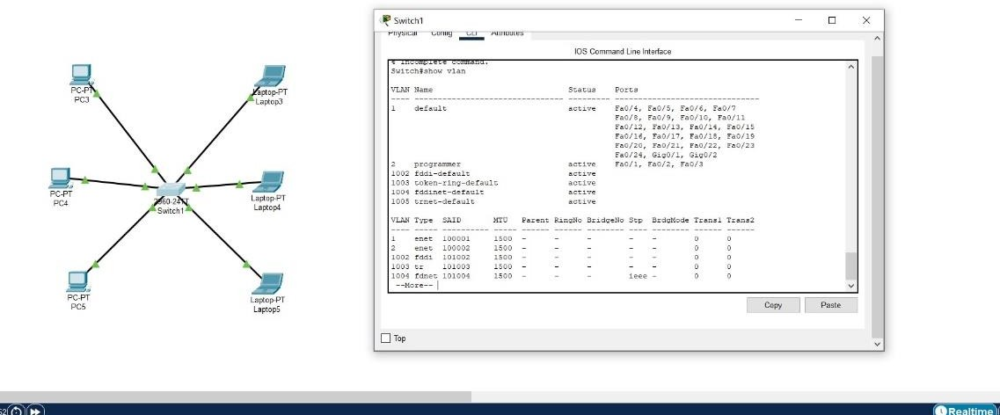 PC3
Laptop-PT
Laptop3
PC-PT
PC4
2960-24TT
Switch1
Laptop-PT
Laptop4
PC-PT
PC5
Laptop-PT
Laptop5
Switch1
Physical Config CLI Attributes
IOS Command Line Interface
% Incomplete command.
Switch#show vlan
VLAN Name Status Ports
---- -------------------------------- --------- -------------------------------
1 default active Fa0/4, Fa0/5, Fa0/6, Fa0/7
Fa0/8, Fa0/9, Fa0/10, Fa0/11
Fa0/12, Fa0/13, Fa0/14, Fa0/15
Fa0/16, Fa0/17, Fa0/18, Fa0/19
Fa0/20, Fa0/21, Fa0/22, Fa0/23
Fa0/24, Gig0/1, Gig0/2
2 programmer active Fa0/1, Fa0/2, Fa0/3
1002 fddi-default active
1003 token-ring-default active
1004 fddinet-default active
1005 trnet-default active
VLAN Type SAID MTU Parent RingNo BridgeNo Stp BrdgMode Trans1 Trans2
---- ----- ---------- ----- ------ ------ -------- ---- -------- ------ ------
1 enet 100001 1500 - - - - - 0 0
2 enet 100002 1500 - - - - - 0 0
1002 fddi 101002 1500 - - - - - 0 0
1003 tr 101003 1500 - - - - - 0 0
1004 fdnet 101004 1500 - - - ieee - 0 0
--More--
Copy Paste
Top
Realtime